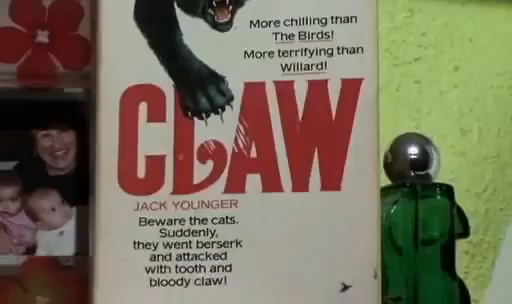 More chilling than
The Birds!
More terrifying than
Willard!
CLAW
JACK YOUNGER
Beware the cats.
Suddenly,
they went berserk
and attacked
with tooth and
bloody claw!